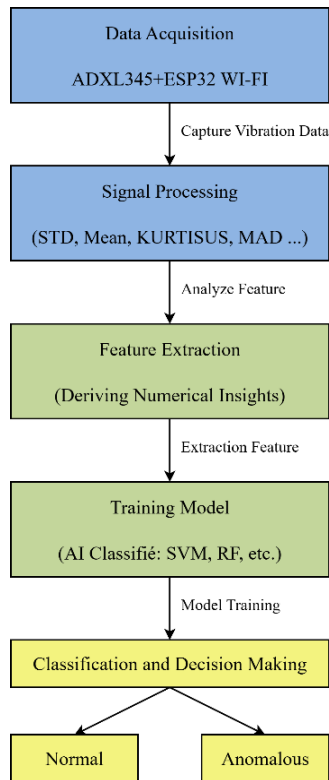 Data Acquisition
ADXL345+ESP32 WI-FI
Capture Vibration Data
Signal Processing
(STD, Mean, KURTISUS, MAD ...)
Analyze Feature
Feature Extraction
(Deriving Numerical Insights)
Extraction Feature
Training Model
(AI Classifié: SVM, RF, etc.)
Model Training
Classification and Decision Making
Normal
Anomalous